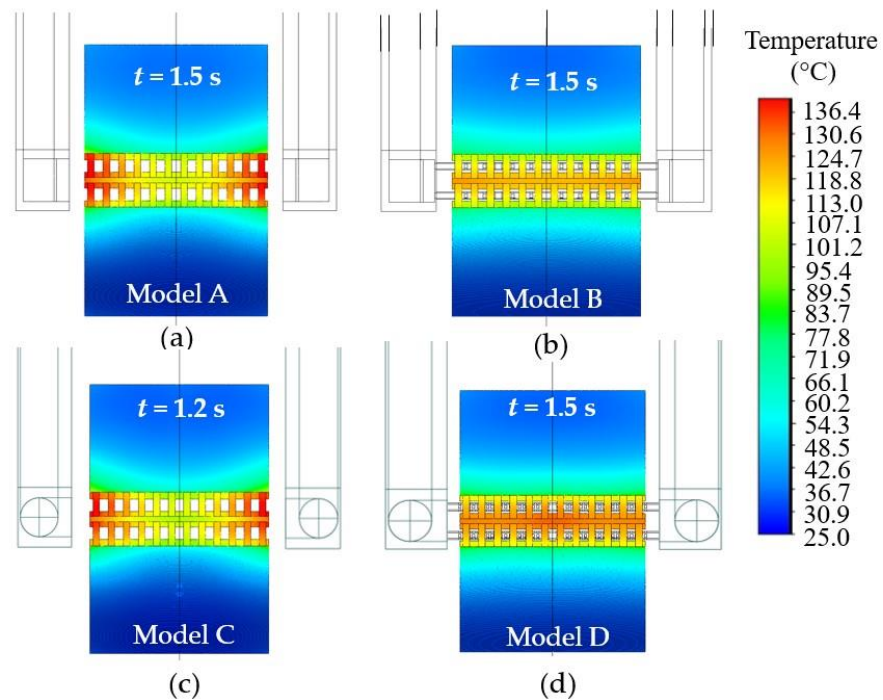 t = 1.5 s
Model A
(a)
t = 1.5 s
Model B
(b)
t = 1.2 s
Model C
(c)
t = 1.5 s
Model D
(d)
Temperature
(°C)
136.4
130.6
124.7
118.8
113.0
107.1
101.2
95.4
89.5
83.7
77.8
71.9
66.1
60.2
54.3
48.5
42.6
36.7
30.9
25.0